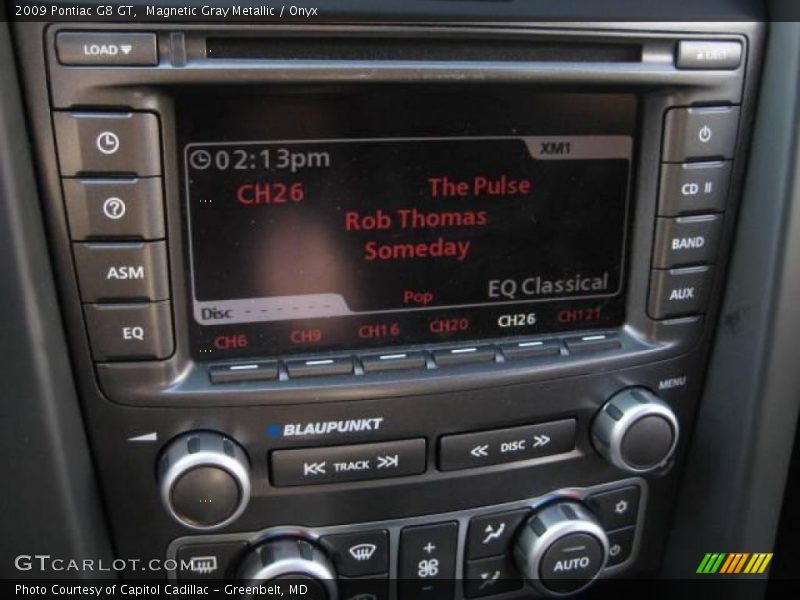 2009 Pontiac G8 GT, Magnetic Gray Metallic / Onyx
LOAD
EJECT
02:13pm
XM1
CH26
The Pulse
Rob Thomas
Someday
Pop
EQ Classical
Disc - - - - - -
CH6 CH9 CH16 CH20 CH26 CH121
?
ASM
EQ
CD II
BAND
AUX
MENU
BLAUPUNKT
TRACK
DISC
AUTO
GTCARLOT.COM
Photo Courtesy of Capitol Cadillac - Greenbelt, MD